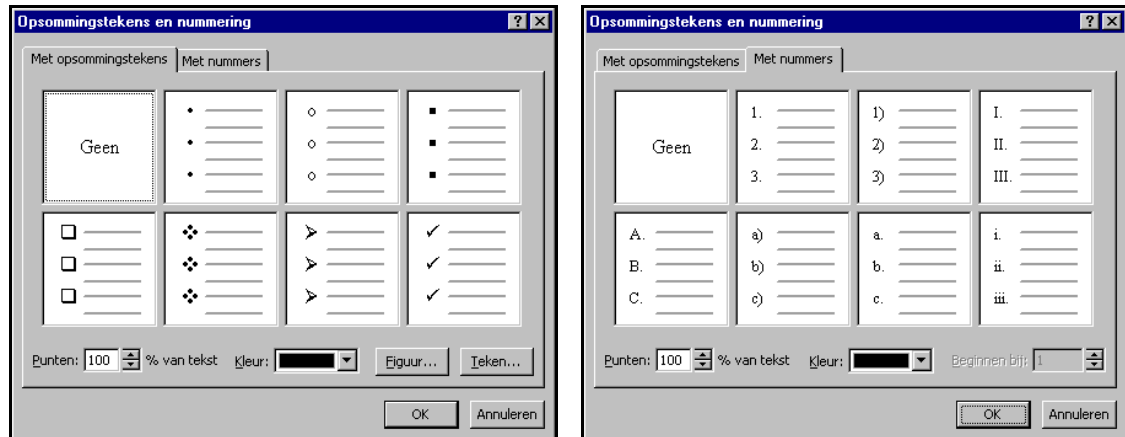 Opsommingstekens en nummering
Met opsommingstekens Met nummers
Geen
Punten: 100 % van tekst Kleur: Figuur... Teken...
OK Annuleren
Opsommingstekens en nummering
Met opsommingstekens Met nummers
Geen
1.
2.
3.
1)
2)
3)
I.
II.
III.
A.
B.
C.
a)
b)
c)
a.
b.
c.
i.
ii.
iii.
Punten: 100 % van tekst Kleur: Beginnen bij: 1
OK Annuleren